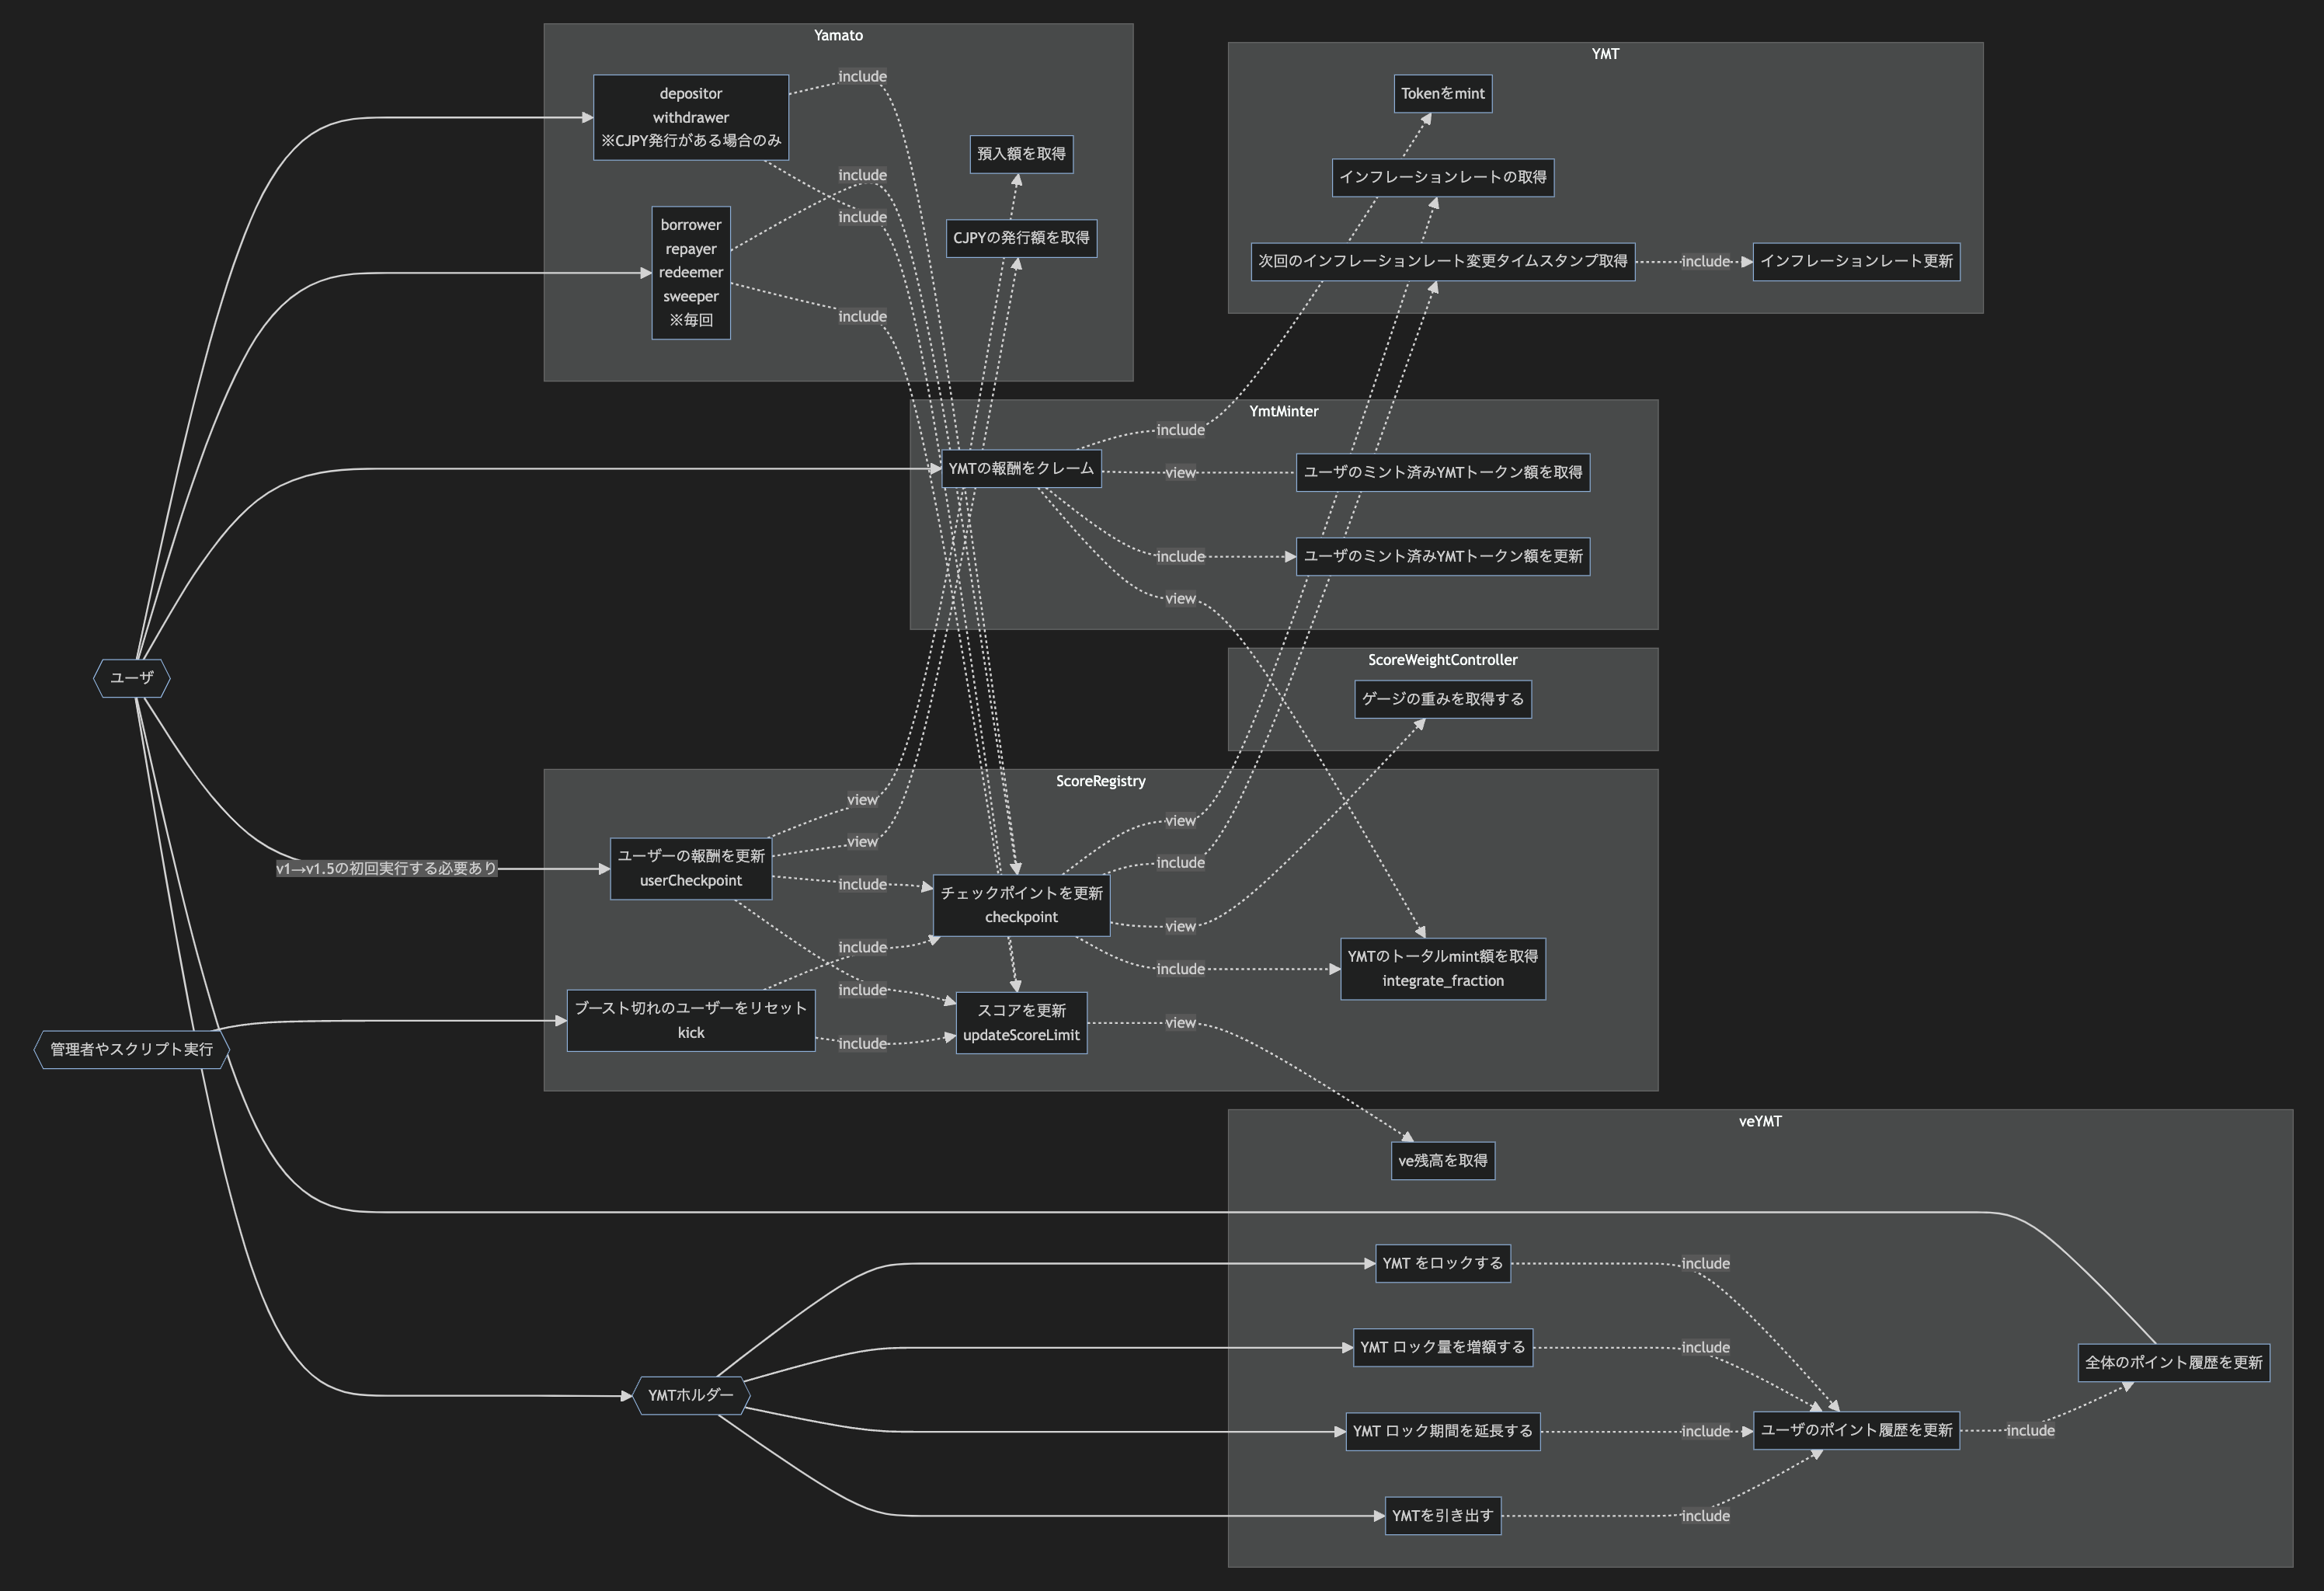 Yamato
depositor
withdrawer
※CJPY発行がある場合のみ
include
include
include
include
borrower
repayer
redeemer
sweeper
※毎回
預入額を取得
CJPYの発行額を取得
YMT
Tokenをmint
インフレーションレートの取得
次回のインフレーションレート変更タイムスタンプ取得
include
インフレーションレート更新
YmtMinter
YMTの報酬をクレーム
include
view
include
view
ユーザのミント済みYMTトークン額を取得
ユーザのミント済みYMTトークン額を更新
ScoreWeightController
ゲージの重みを取得する
ユーザ
v1→v1.5の初回実行する必要あり
管理者やスクリプト実行
ScoreRegistry
ユーザーの報酬を更新
userCheckpoint
view
view
include
include
include
include
ブースト切れのユーザーをリセット
kick
チェックポイントを更新
checkpoint
スコアを更新
updateScoreLimit
view
include
view
include
view
YMTのトータルmint額を取得
integrate_fraction
veYMT
ve残高を取得
YMTホルダー
YMT をロックする
include
YMT ロック量を増額する
include
YMT ロック期間を延長する
include
YMTを引き出す
include
ユーザのポイント履歴を更新
include
全体のポイント履歴を更新